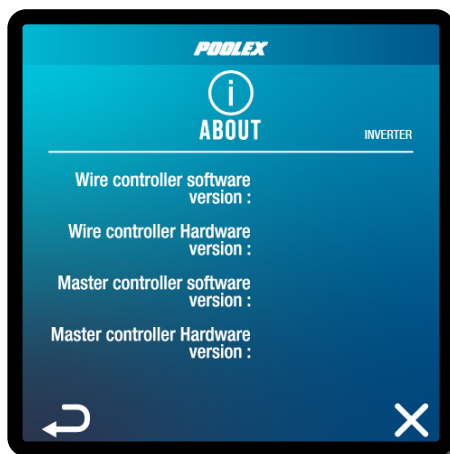 POOLEX
i
ABOUT
INVERTER
Wire controller software
version :
Wire controller Hardware
version :
Master controller software
version :
Master controller Hardware
version :